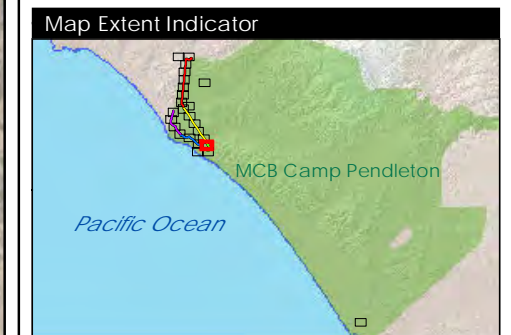 Map Extent Indicator
MCB Camp Pendleton
Pacific Ocean